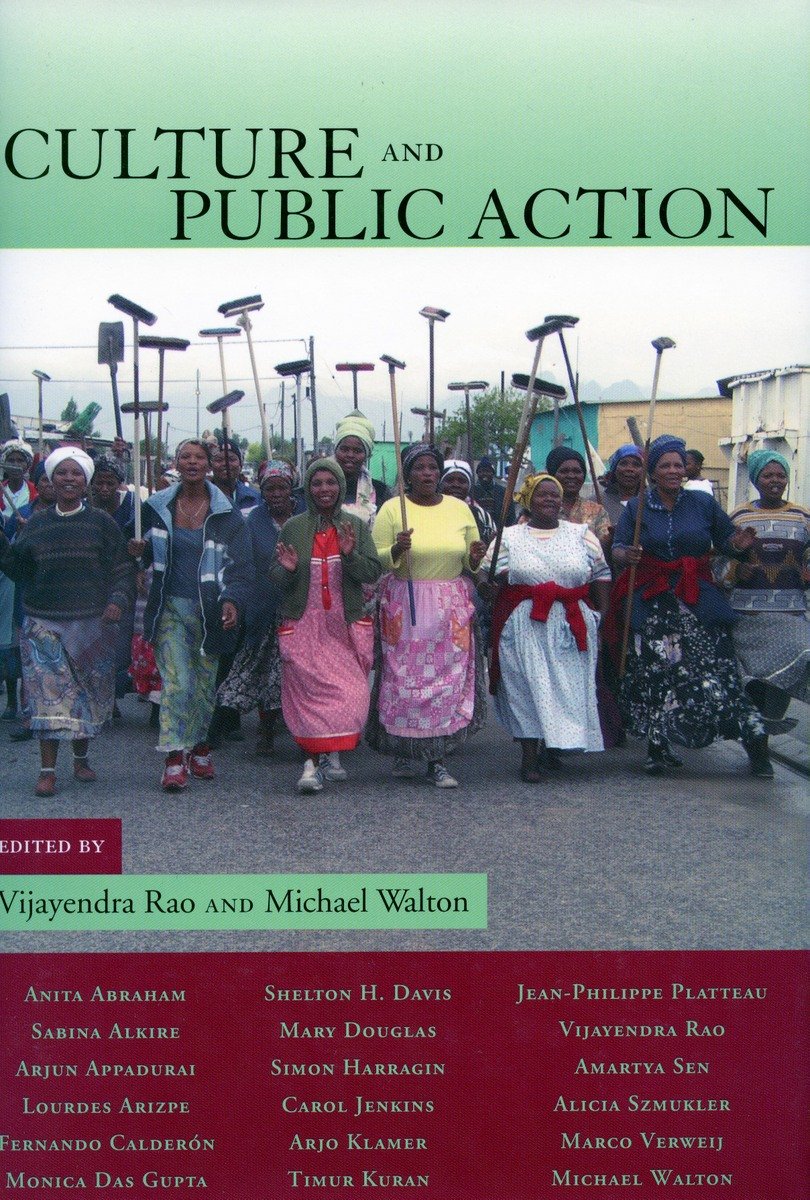 CULTURE AND
PUBLIC ACTION
EDITED BY
Vijayendra Rao AND Michael Walton
ANITA ABRAHAM
SABINA ALKIRE
ARJUN APPADURAI
LOURDES ARIZPE
FERNANDO CALDERÓN
MONICA DAS GUPTA
SHELTON H. DAVIS
MARY DOUGLAS
SIMON HARRAGIN
CAROL JENKINS
ARJO KLAMER
TIMUR KURAN
JEAN-PHILIPPE PLATTEAU
VIJAYENDRA RAO
AMARTYA SEN
ALICIA SZMUKLER
MARCO VERWEIJ
MICHAEL WALTON